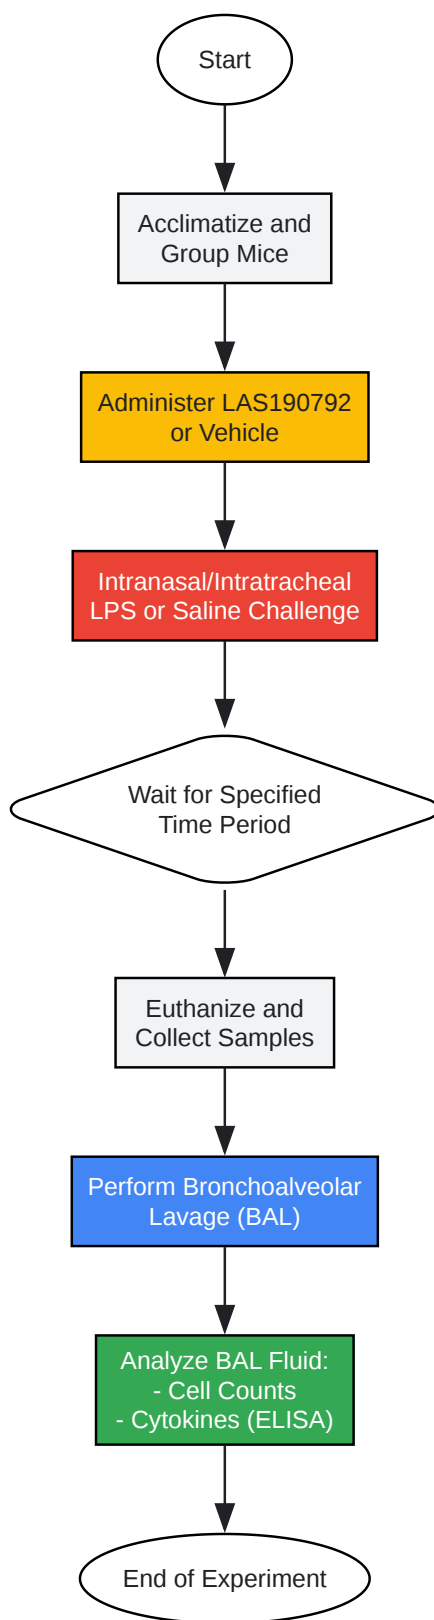 Start
Acclimatize and
Group Mice
Administer LAS190792
or Vehicle
Intranasal/Intratracheal
LPS or Saline Challenge
Wait for Specified
Time Period
Euthanize and
Collect Samples
Perform Bronchoalveolar
Lavage (BAL)
Analyze BAL Fluid:
- Cell Counts
- Cytokines (ELISA)
End of Experiment